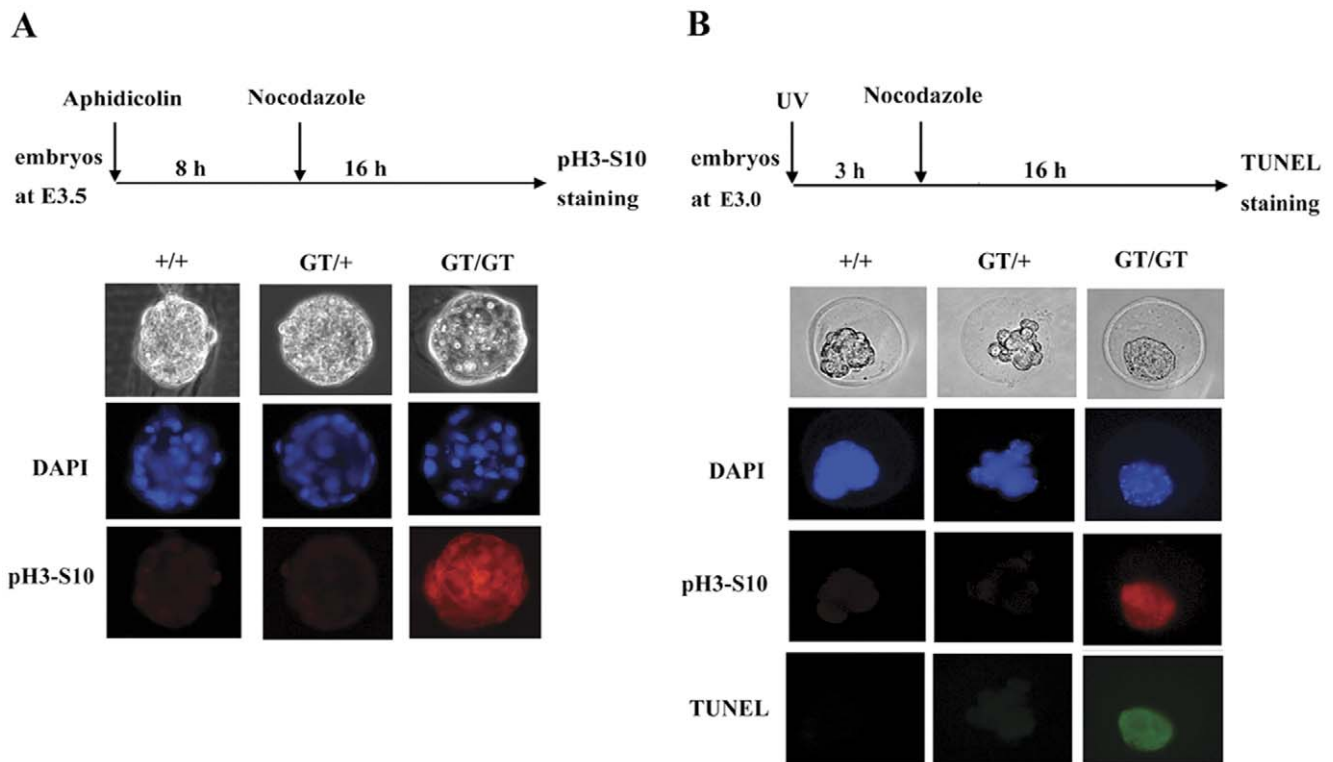 A
Aphidicolin
Nocodazole
embryos
at E3.5
8 h
16 h
pH3-S10
staining
+/+
GT/+
GT/GT
DAPI
pH3-S10
B
UV
Nocodazole
embryos
at E3.0
3 h
16 h
TUNEL
staining
+/+
GT/+
GT/GT
DAPI
pH3-S10
TUNEL